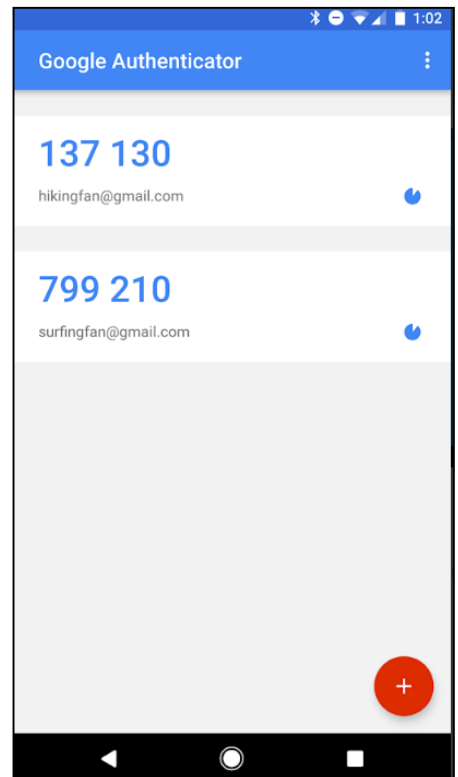 1:02
Google Authenticator
137 130
hikingfan@gmail.com
799 210
surfingfan@gmail.com